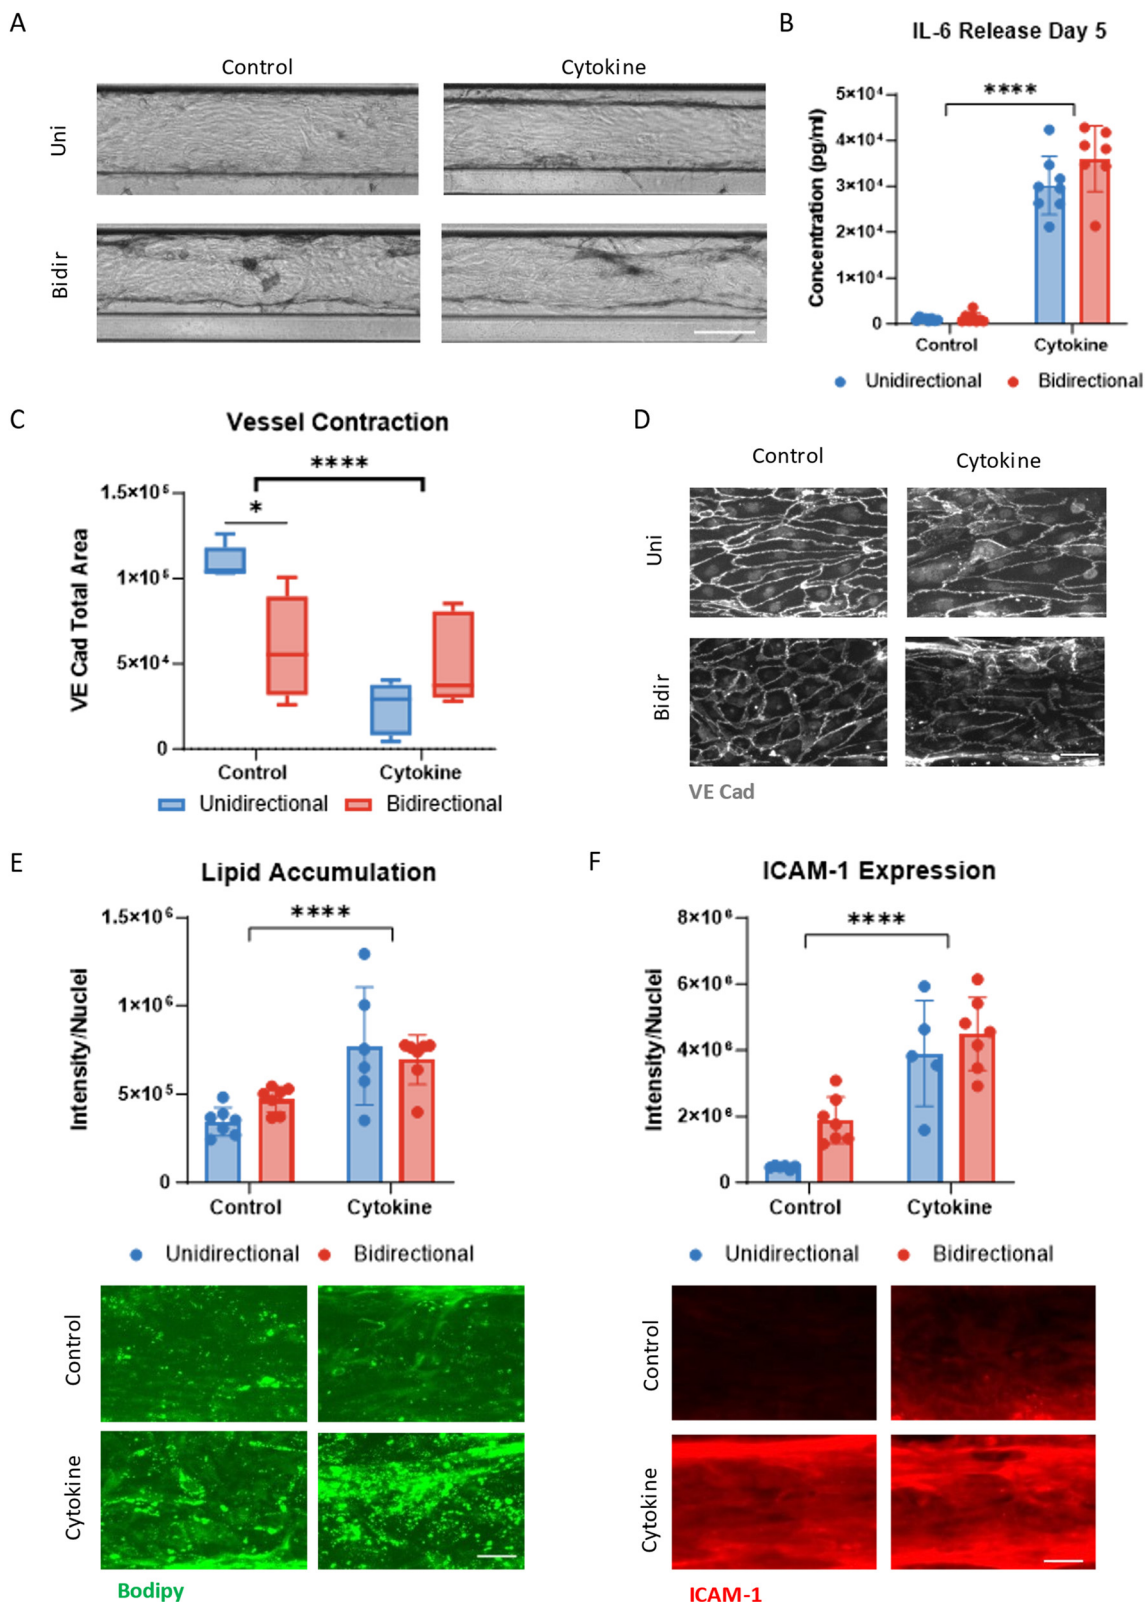 A
Control
Cytokine
Uni
Bidir
B
IL-6 Release Day 5
****
Concentration (pg/ml)
5×10⁴
4×10⁴
3×10⁴
2×10⁴
1×10⁴
0
Control
Cytokine
Unidirectional
Bidirectional
C
Vessel Contraction
****
*
VE Cad Total Area
1.5×10⁵
1×10⁵
5×10⁴
0
Control
Cytokine
Unidirectional
Bidirectional
D
Control
Cytokine
Uni
Bidir
VE Cad
E
Lipid Accumulation
****
Intensity/Nuclei
1.5×10⁶
1×10⁶
5×10⁵
0
Control
Cytokine
Unidirectional
Bidirectional
Control
Cytokine
Bodipy
F
ICAM-1 Expression
****
Intensity/Nuclei
8×10⁶
6×10⁶
4×10⁶
2×10⁶
0
Control
Cytokine
Unidirectional
Bidirectional
Control
Cytokine
ICAM-1